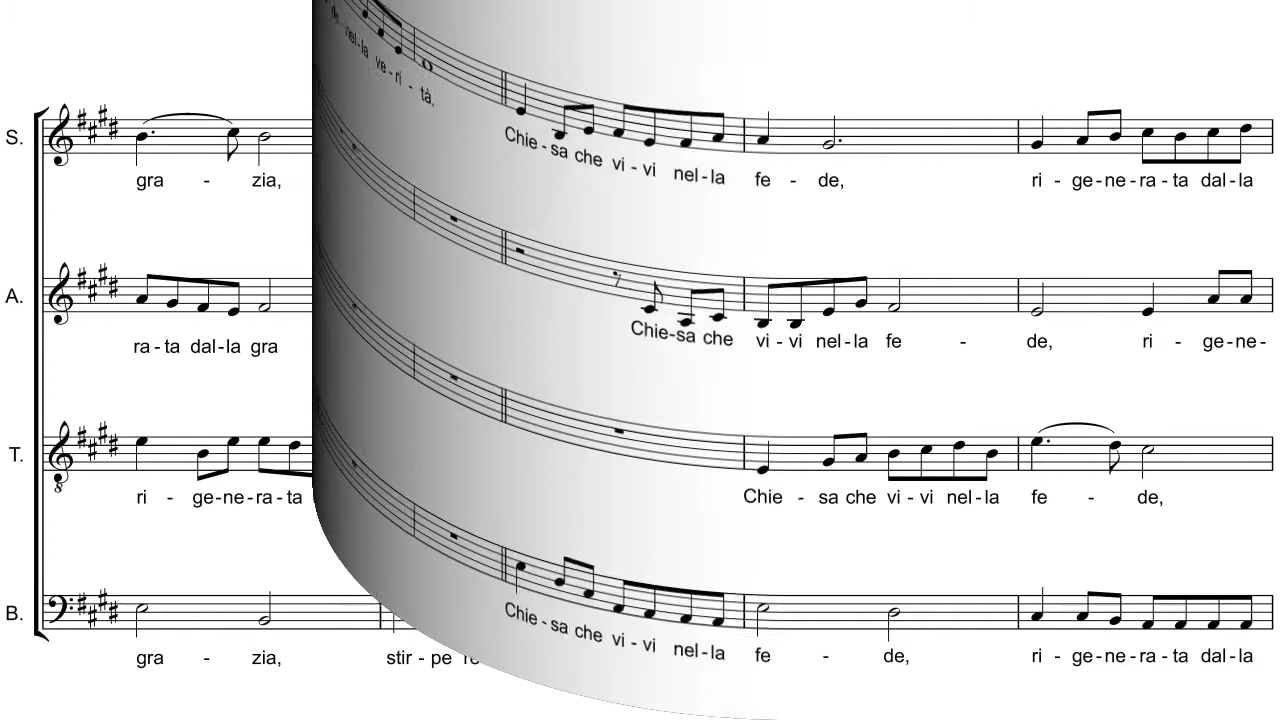 nel-la ve-ri-tà.
S.
gra - zia,
Chie-sa che vi-vi nel-la fe - de,
ri - ge-ne-ra-ta dal-la
A.
ra-ta dal-la gra
Chie-sa che vi-vi nel-la fe - de,
ri - ge-ne-
T.
ri - ge-ne-ra-ta
Chie - sa che vi-vi nel-la fe - de,
B.
gra - zia,
stir-pe
Chie-sa che vi-vi nel-la fe - de,
ri - ge-ne-ra-ta dal-la